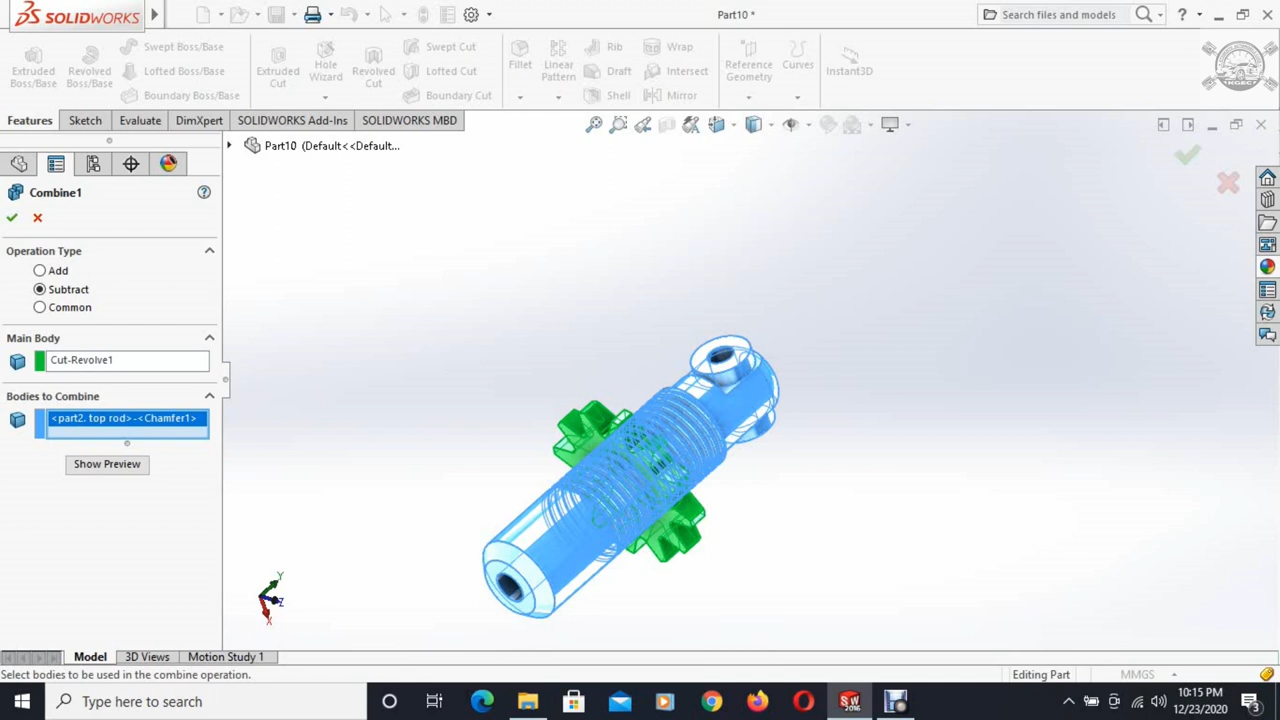 SOLIDWORKS
Part10 *
Search files and models
Extruded Boss/Base
Revolved Boss/Base
Swept Boss/Base
Lofted Boss/Base
Boundary Boss/Base
Extruded Cut
Hole Wizard
Revolved Cut
Swept Cut
Lofted Cut
Boundary Cut
Fillet
Linear Pattern
Rib
Draft
Shell
Wrap
Intersect
Mirror
Reference Geometry
Curves
Instant3D
Features
Sketch
Evaluate
DimXpert
SOLIDWORKS Add-Ins
SOLIDWORKS MBD
Part10 (Default<<Default...
Combine1
Operation Type
Add
Subtract
Common
Main Body
Cut-Revolve1
Bodies to Combine
<part2. top rod>-<Chamfer1>
Show Preview
Y
Z
X
Model
3D Views
Motion Study 1
Select bodies to be used in the combine operation.
Editing Part
MMGS
Type here to search
SW
2016
10:15 PM
12/23/2020
3